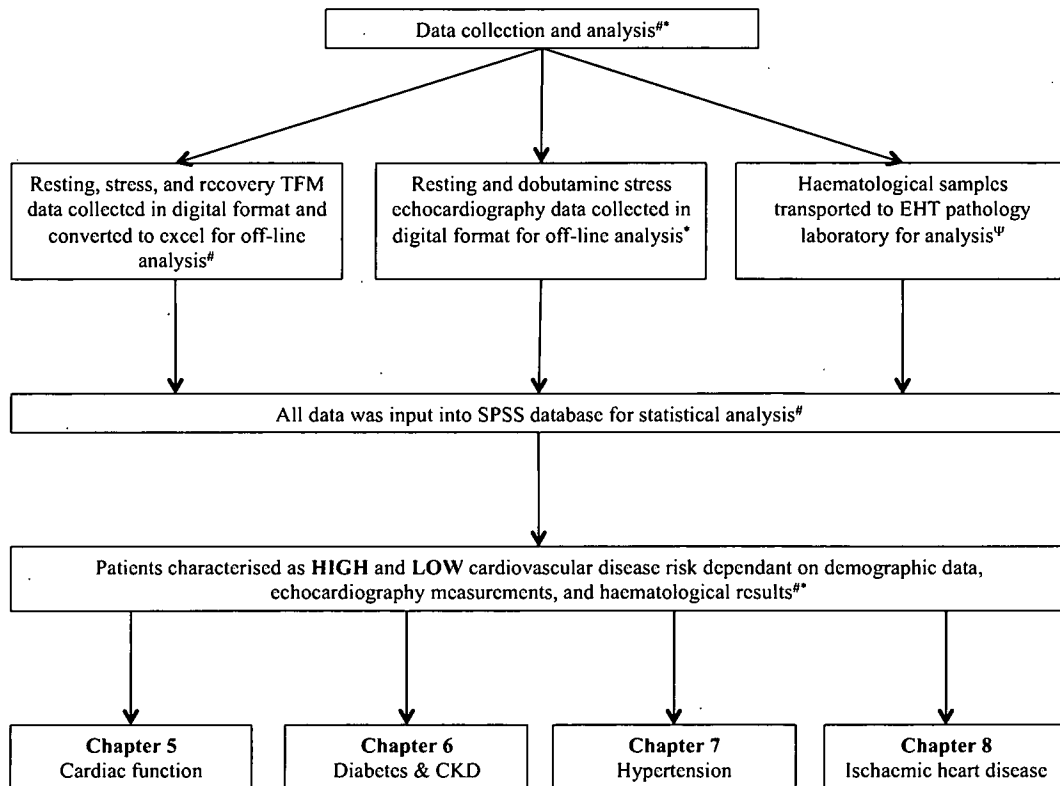 Data collection and analysis#*
Resting, stress, and recovery TFM
data collected in digital format and
converted to excel for off-line
analysis#
Resting and dobutamine stress
echocardiography data collected in
digital format for off-line analysis*
Haematological samples
transported to EHT pathology
laboratory for analysisΨ
All data was input into SPSS database for statistical analysis#
Patients characterised as HIGH and LOW cardiovascular disease risk dependant on demographic data,
echocardiography measurements, and haematological results#*
Chapter 5
Cardiac function
Chapter 6
Diabetes & CKD
Chapter 7
Hypertension
Chapter 8
Ischaemic heart disease